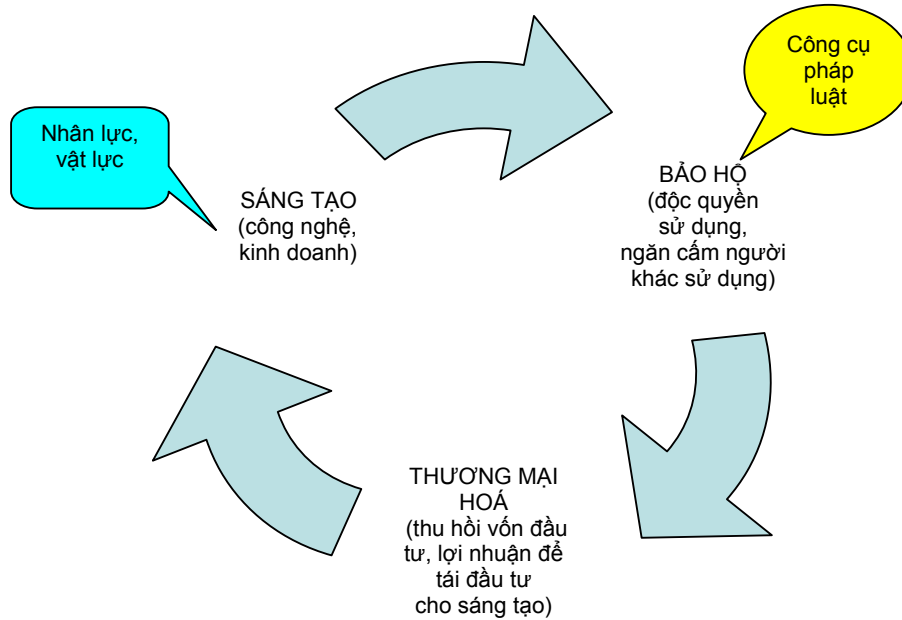 Công cụ
pháp
luật
Nhân lực,
vật lực
SÁNG TẠO
(công nghệ,
kinh doanh)
BẢO HỘ
(độc quyền
sử dụng,
ngăn cấm người
khác sử dụng)
THƯƠNG MẠI
HOÁ
(thu hồi vốn đầu
tư, lợi nhuận để
tái đầu tư
cho sáng tạo)